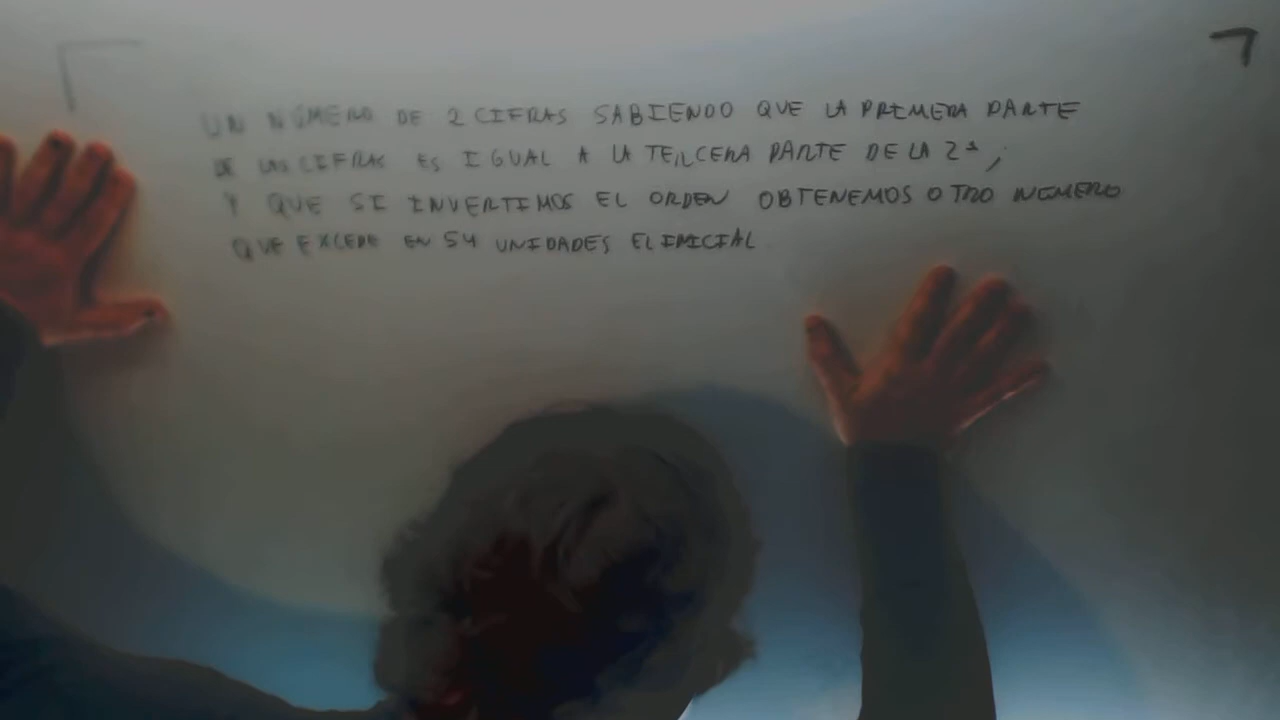 UN NÚMERO DE 2 CIFRAS SABIENDO QUE LA PRIMERA PARTE
DE LAS CIFRAS ES IGUAL A LA TERCERA PARTE DE LA 2ª;
Y QUE SI INVERTIMOS EL ORDEN OBTENEMOS OTRO NÚMERO
QUE EXCEDE EN 54 UNIDADES EL INICIAL